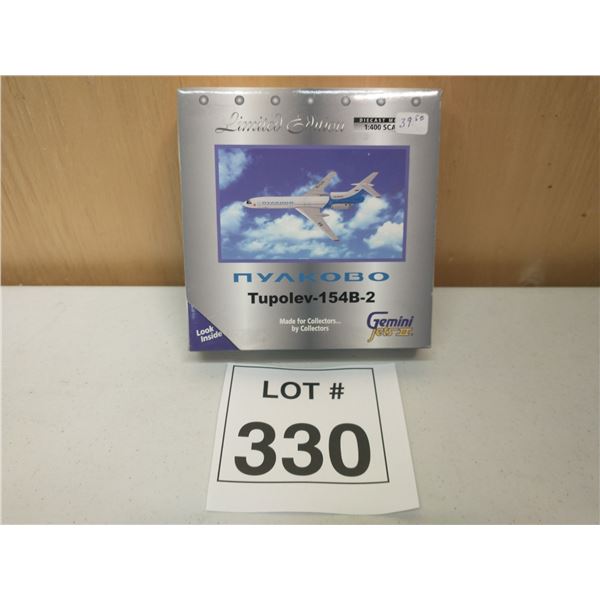 Limited Edition
DIECAST
1:400 SCA
39.50
ПУЛКОВО
ПУЛКОВО
Tupolev-154B-2
Made for Collectors...
by Collectors
Look
Inside
Gemini
Jets
LOT #
330